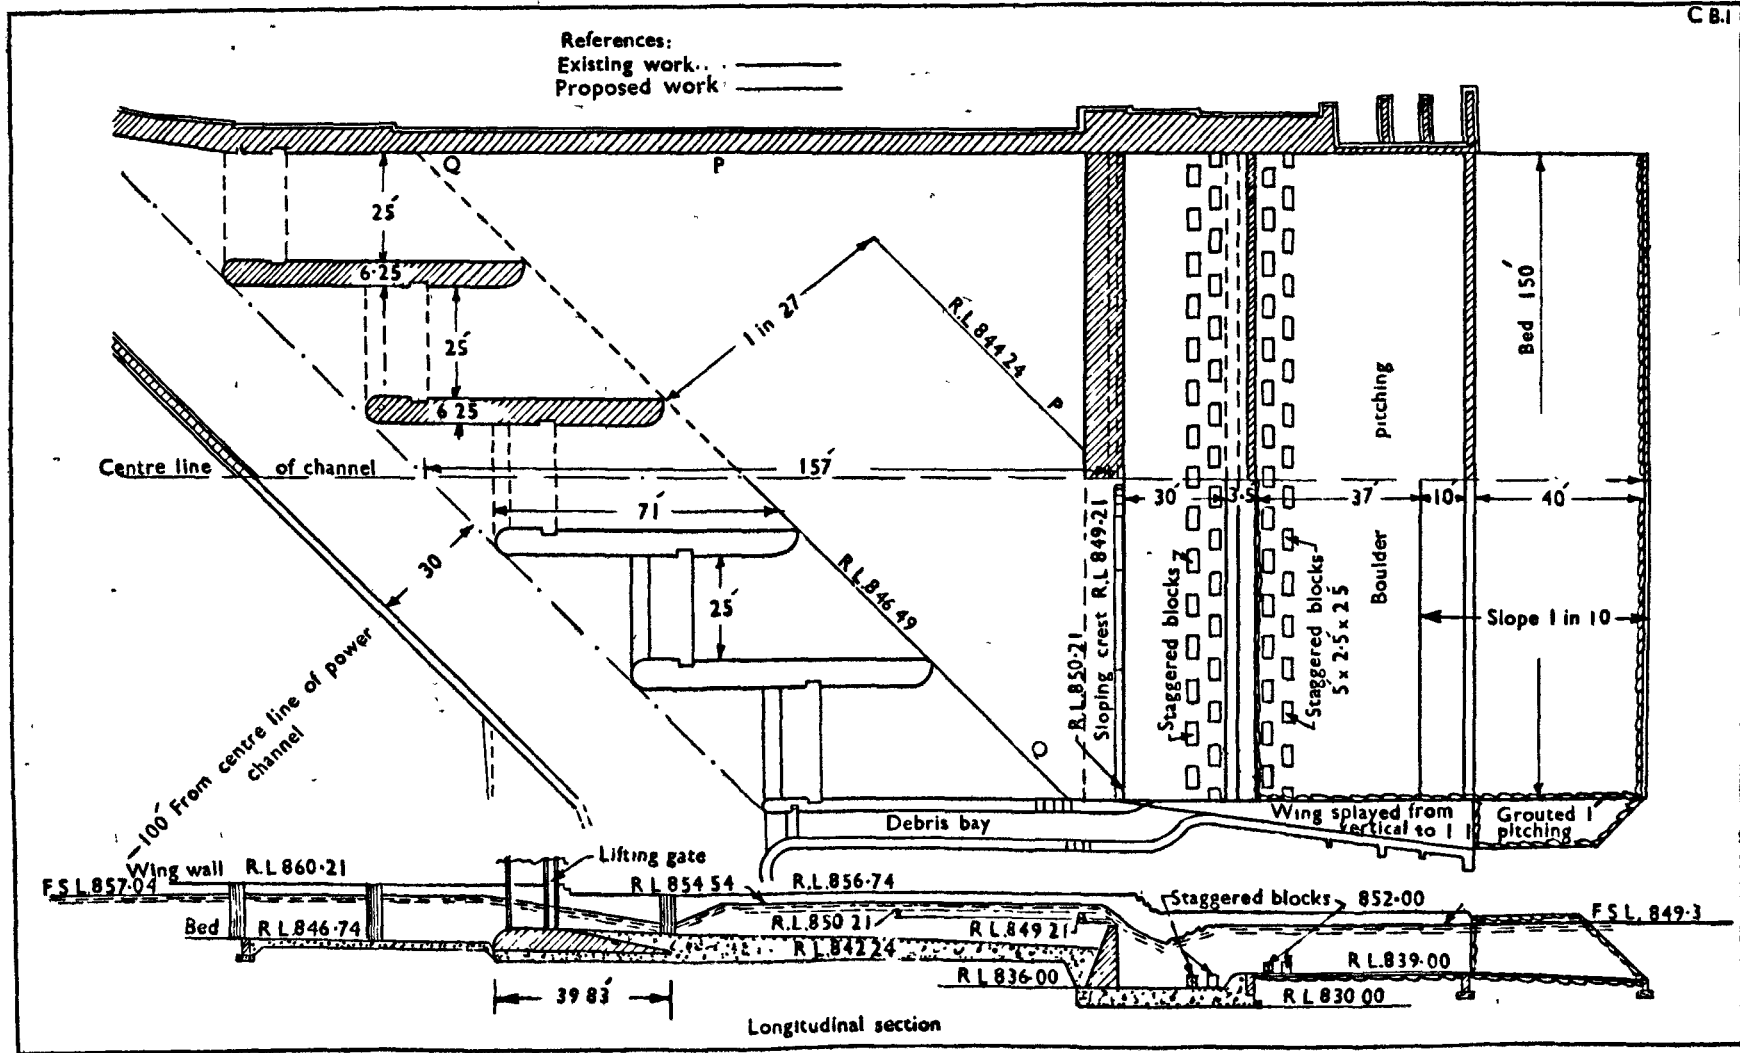 C B.1
References:
Existing work..
Proposed work
Q
P
25'
6·25'
25'
6 25
1 in 27
R.L 844 24
P
Bed 150'
pitching
Centre line of channel
157'
30'
3·5
37'
10'
40'
71'
30
25'
R L.846 49
R L.850·21
Sloping crest R.L 849·21
Staggered blocks
Staggered blocks
5 x 2·5 x 2 5
Boulder
Slope 1 in 10
Q
100' From centre line of power
channel
Debris bay
Wing splayed from
vertical to 1 1
Grouted 1'
pitching
Wing wall R.L 860·21
Lifting gate
F S L.857·04
R L 854 54
R.L.856·74
Staggered blocks 852·00
F S L. 849·3
Bed R L.846·74
R.L.850 21
R L 849 21
R L.842 24
R L.839·00
R L 836·00
R L 830 00
39 83'
Longitudinal section